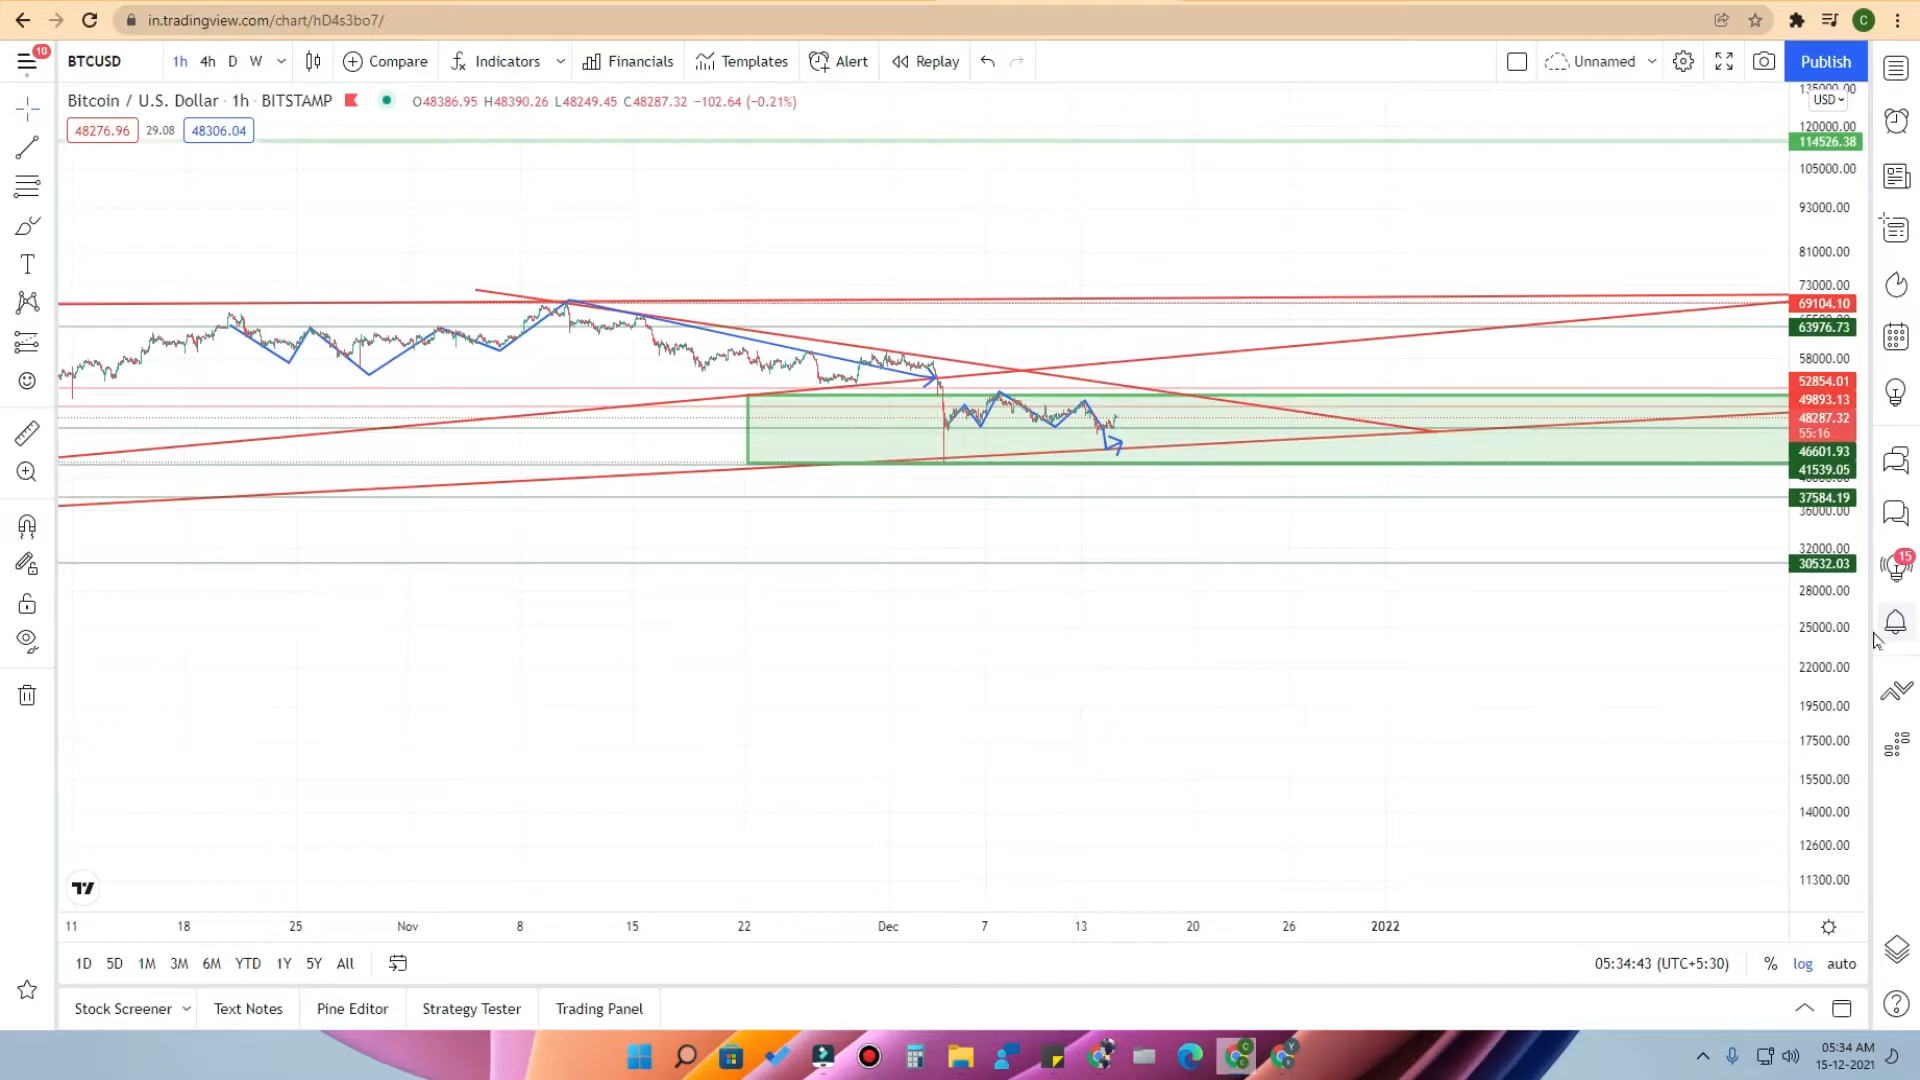 in.tradingview.com/chart/hD4s3bo7/
C
10
BTCUSD
1h 4h D W
Compare
Indicators
Financials
Templates
Alert
Replay
Unnamed
Publish
Bitcoin / U.S. Dollar · 1h · BITSTAMP
O48386.95 H48390.26 L48249.45 C48287.32 −102.64 (−0.21%)
48276.96 29.08 48306.04
135000.00
USD
120000.00
114526.38
105000.00
93000.00
81000.00
73000.00
69104.10
63976.73
58000.00
52854.01
49893.13
48287.32
55:16
46601.93
41539.05
37584.19
36000.00
32000.00
30532.03
28000.00
25000.00
22000.00
19500.00
17500.00
15500.00
14000.00
12600.00
11300.00
15
11 18 25 Nov 8 15 22 Dec 7 13 20 26 2022
1D 5D 1M 3M 6M YTD 1Y 5Y All
05:34:43 (UTC+5:30) % log auto
Stock Screener
Text Notes
Pine Editor
Strategy Tester
Trading Panel
05:34 AM
15-12-2021